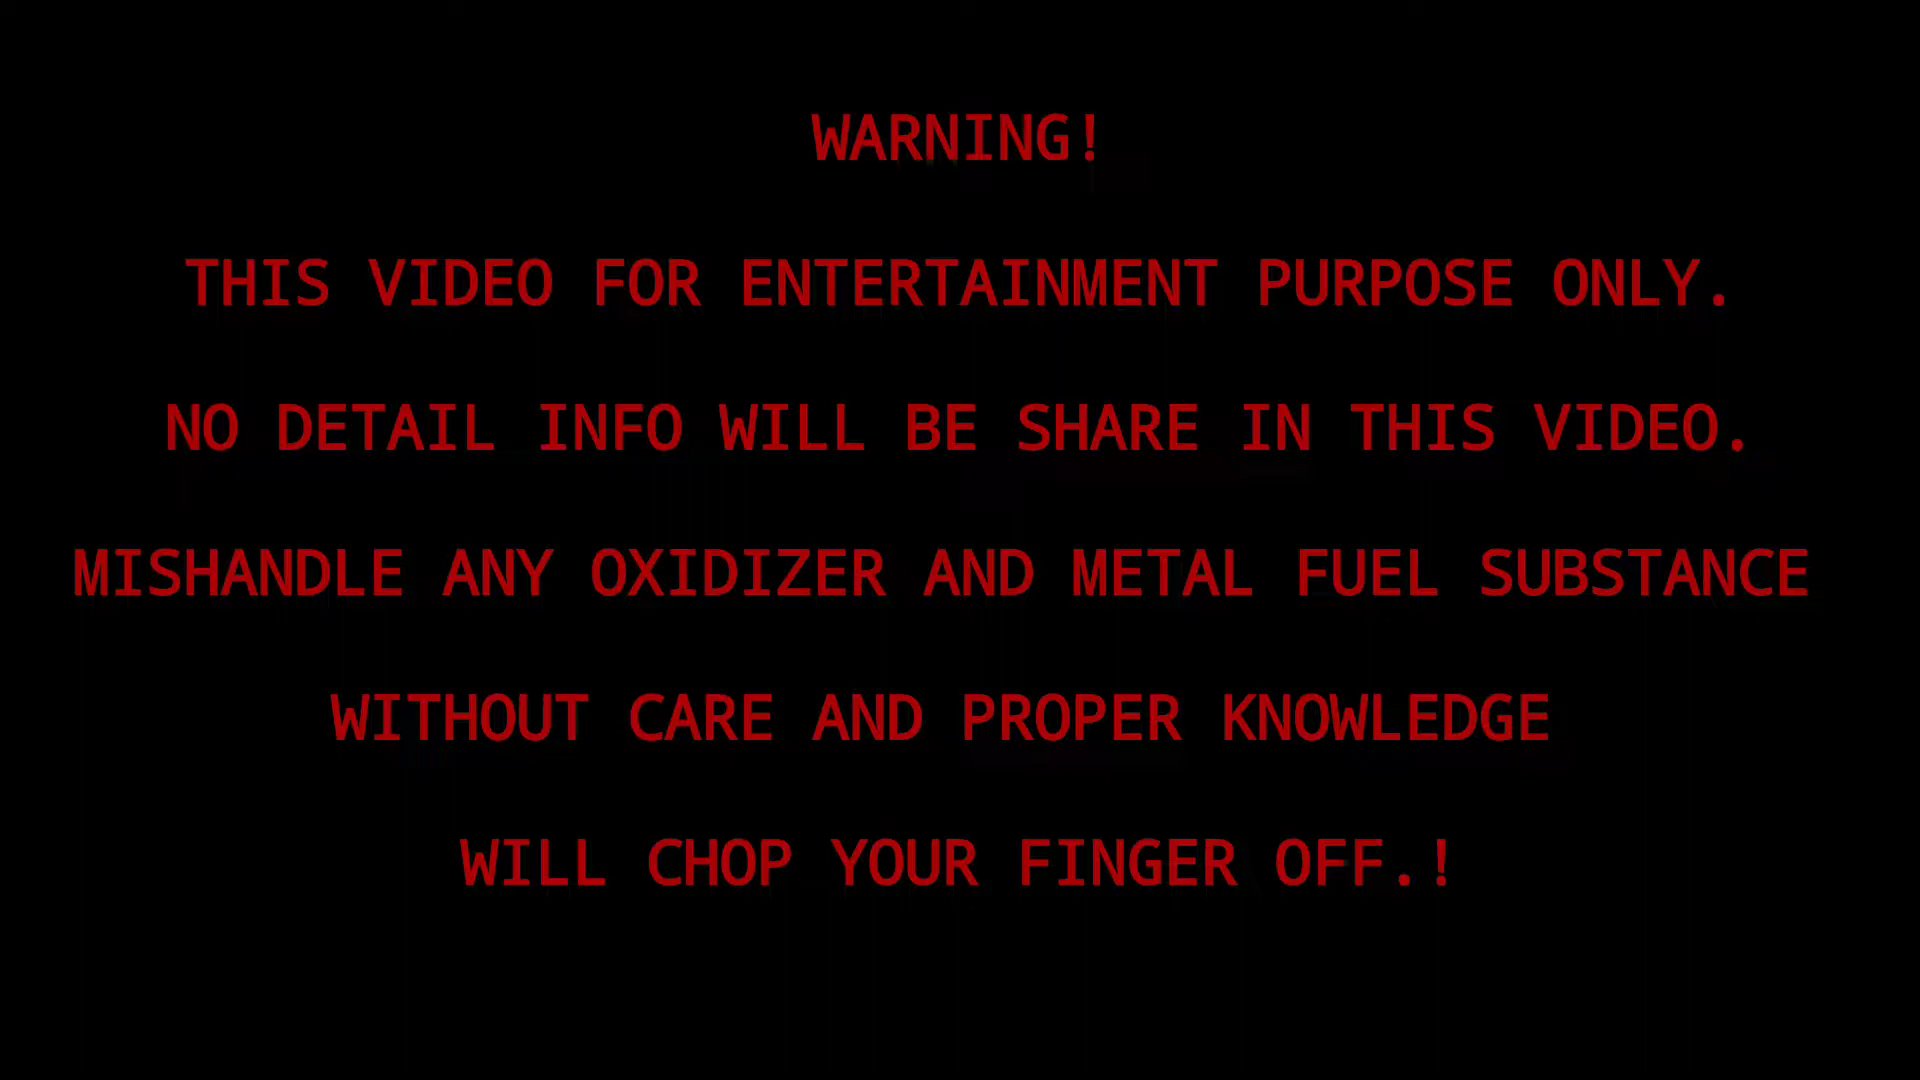 WARNING!
THIS VIDEO FOR ENTERTAINMENT PURPOSE ONLY.
NO DETAIL INFO WILL BE SHARE IN THIS VIDEO.
MISHANDLE ANY OXIDIZER AND METAL FUEL SUBSTANCE
WITHOUT CARE AND PROPER KNOWLEDGE
WILL CHOP YOUR FINGER OFF.!